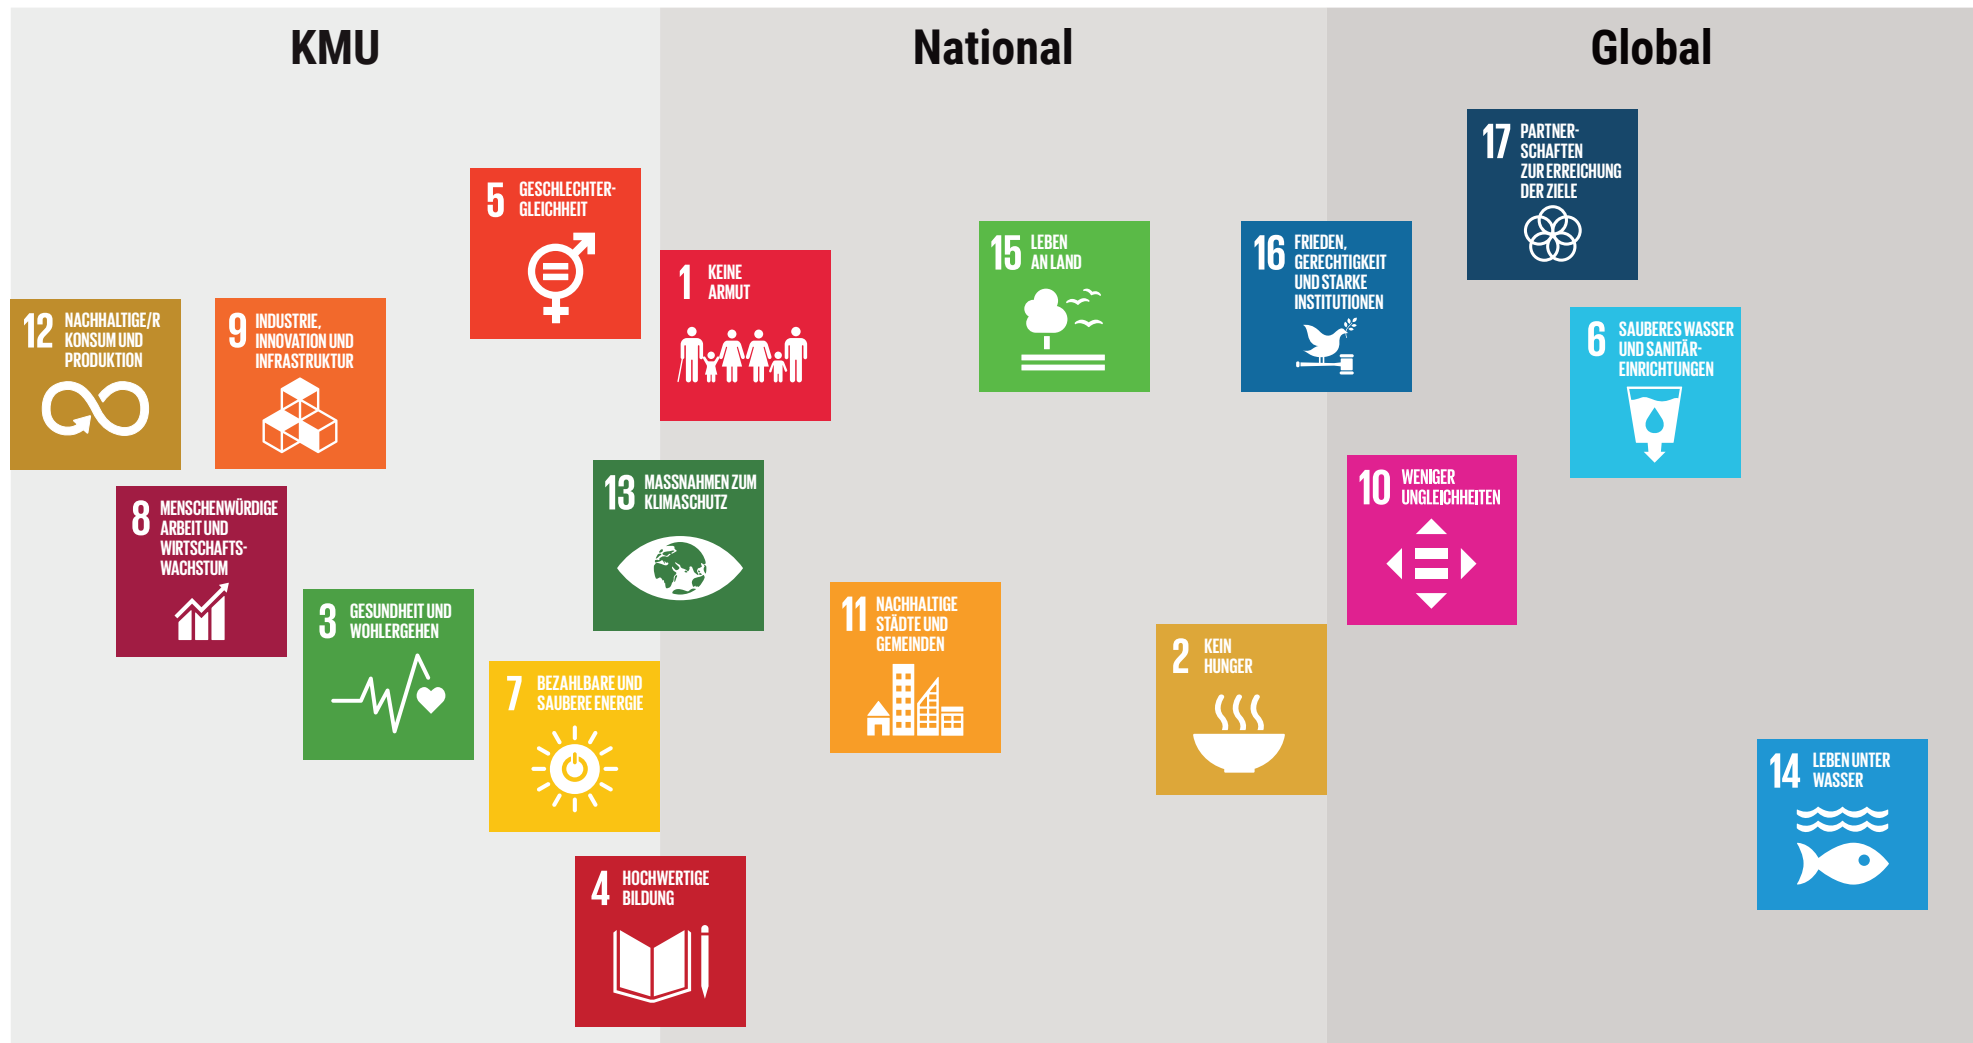 KMU
National
Global
17
PARTNER-
SCHAFTEN
ZUR ERREICHUNG
DER ZIELE
5
GESCHLECHTER-
GLEICHHEIT
15
LEBEN
AN LAND
16
FRIEDEN,
GERECHTIGKEIT
UND STARKE
INSTITUTIONEN
1
KEINE
ARMUT
12
NACHHALTIGE/R
KONSUM UND
PRODUKTION
9
INDUSTRIE,
INNOVATION UND
INFRASTRUKTUR
6
SAUBERES WASSER
UND SANITÄR-
EINRICHTUNGEN
10
WENIGER
UNGLEICHHEITEN
13
MASSNAHMEN ZUM
KLIMASCHUTZ
8
MENSCHENWÜRDIGE
ARBEIT UND
WIRTSCHAFTS-
WACHSTUM
3
GESUNDHEIT UND
WOHLERGEHEN
11
NACHHALTIGE
STÄDTE UND
GEMEINDEN
2
KEIN
HUNGER
7
BEZAHLBARE UND
SAUBERE ENERGIE
14
LEBEN UNTER
WASSER
4
HOCHWERTIGE
BILDUNG